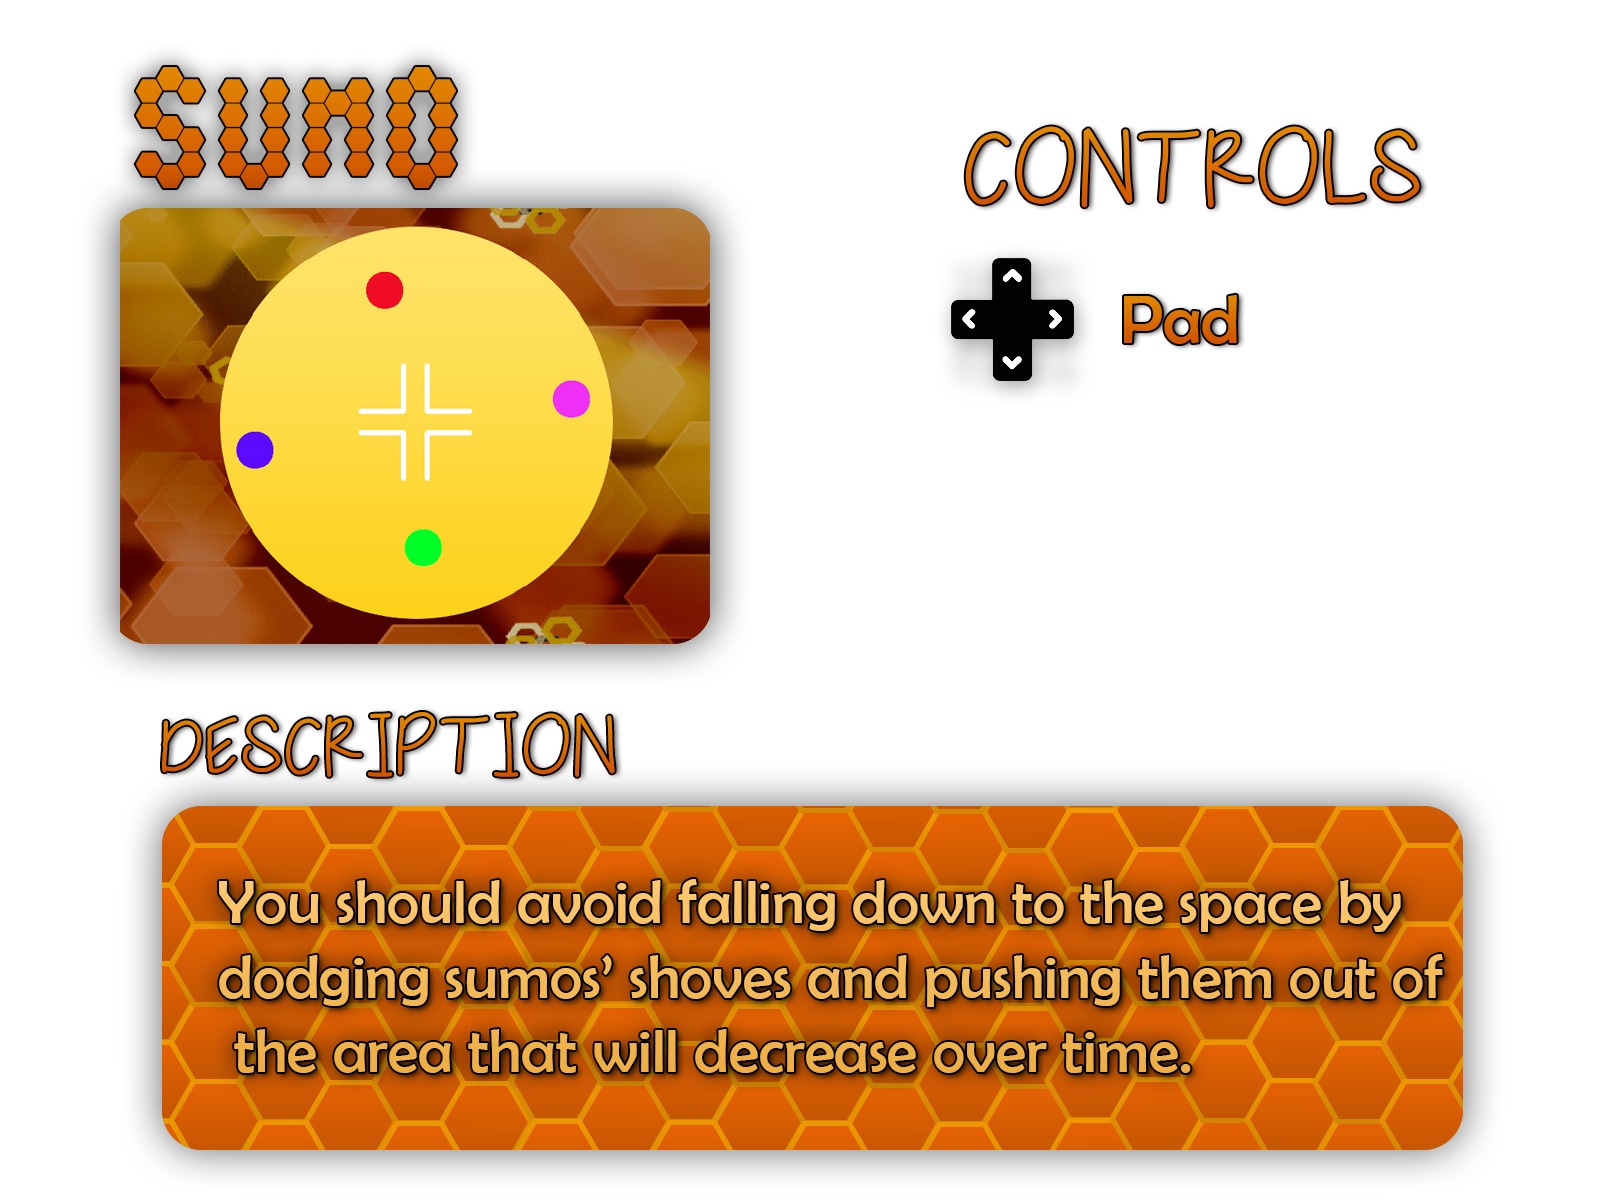 SUMO
CONTROLS
Pad
DESCRIPTION
You should avoid falling down to the space by
dodging sumos’ shoves and pushing them out of
the area that will decrease over time.